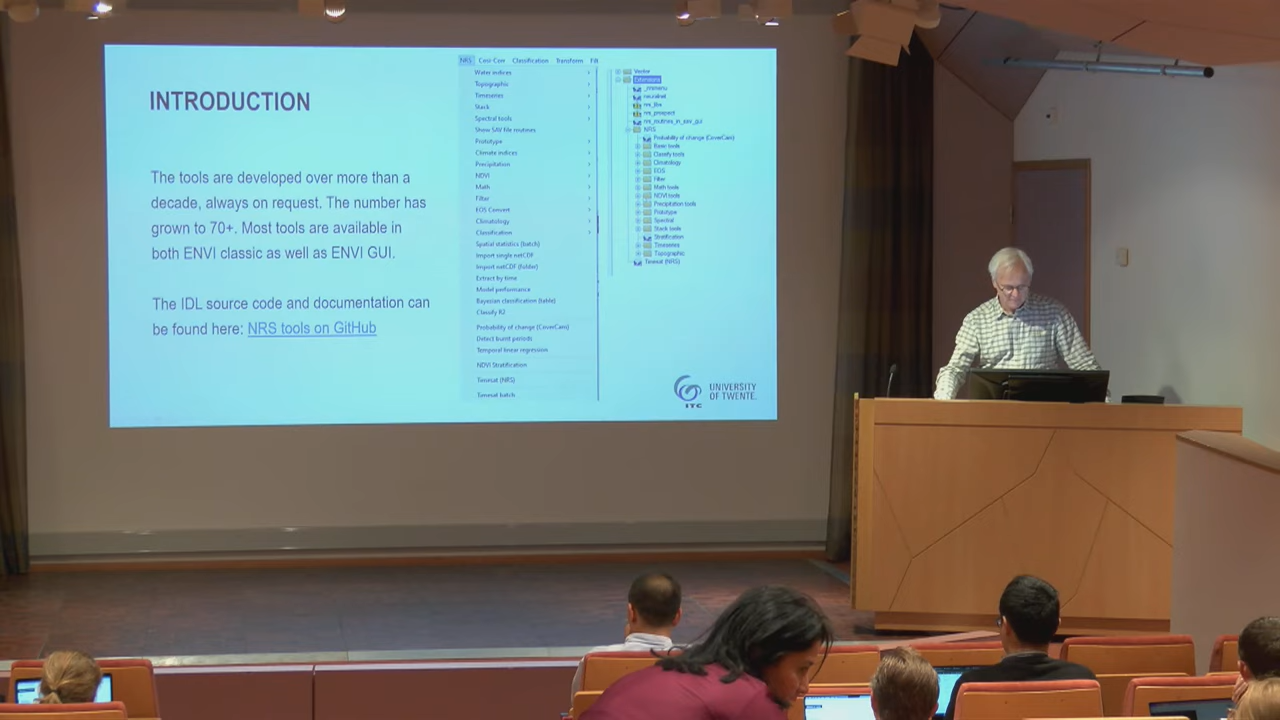 INTRODUCTION
The tools are developed over more than a
decade, always on request. The number has
grown to 70+. Most tools are available in
both ENVI classic as well as ENVI GUI.
The IDL source code and documentation can
be found here: NRS tools on GitHub
NRS Cosi-Corr Classification Transform Filt
Water indices
Topographic
Timeseries
Stack
Spectral tools
Show SAV file routines
Prototype
Climate indices
Precipitation
NDVI
Math
Filter
EOS Convert
Climatology
Classification
Spatial statistics (batch)
Import single netCDF
Import netCDF (folder)
Extract by time
Model performance
Bayesian classification (table)
Classify R2
Probability of change (CoverCam)
Detect burnt periods
Temporal linear regression
NDVI Stratification
Timesat (NRS)
Timesat batch
Vector
Extensions
neuralnet
nrs_prospect
nrs_routines_in_sav_gui
NRS
Probability of change (CoverCam)
Basic tools
Classify tools
Climatology
EOS
Filter
Math tools
NDVI tools
Precipitation tools
Prototype
Spectral
Stack tools
Stratification
Timeseries
Topographic
Timesat (NRS)
UNIVERSITY
OF TWENTE.
ITC